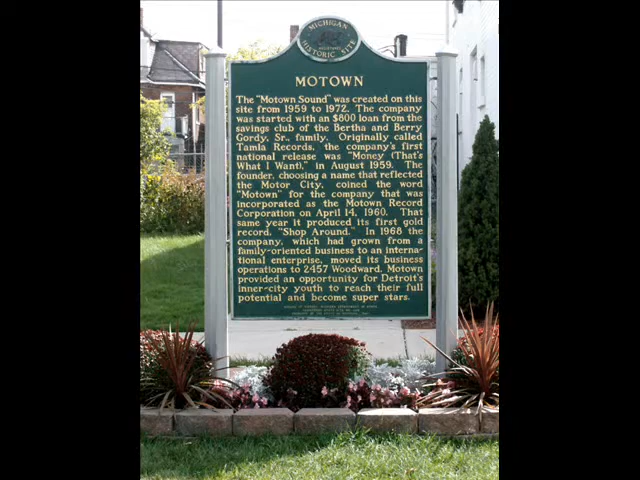 MICHIGAN
REGISTERED
HISTORIC SITE
MOTOWN
The "Motown Sound" was created on this
site from 1959 to 1972. The company
was started with an $800 loan from the
savings club of the Bertha and Berry
Gordy, Sr., family. Originally called
Tamla Records, the company's first
national release was "Money (That's
What I Want)," in August 1959. The
founder, choosing a name that reflected
the Motor City, coined the word
"Motown" for the company that was
incorporated as the Motown Record
Corporation on April 14, 1960. That
same year it produced its first gold
record, "Shop Around." In 1968 the
company, which had grown from a
family-oriented business to an interna-
tional enterprise, moved its business
operations to 2457 Woodward. Motown
provided an opportunity for Detroit's
inner-city youth to reach their full
potential and become super stars.